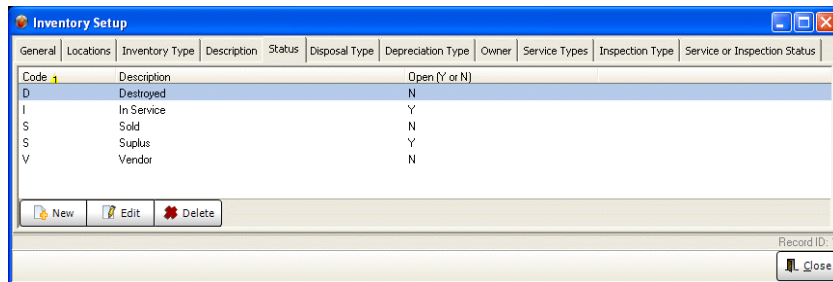 Inventory Setup
General Locations Inventory Type Description Status Disposal Type Depreciation Type Owner Service Types Inspection Type Service or Inspection Status
Code 1 Description Open (Y or N)
D Destroyed N
I In Service Y
S Sold N
S Suplus Y
V Vendor N
New Edit Delete
Record ID:
Close